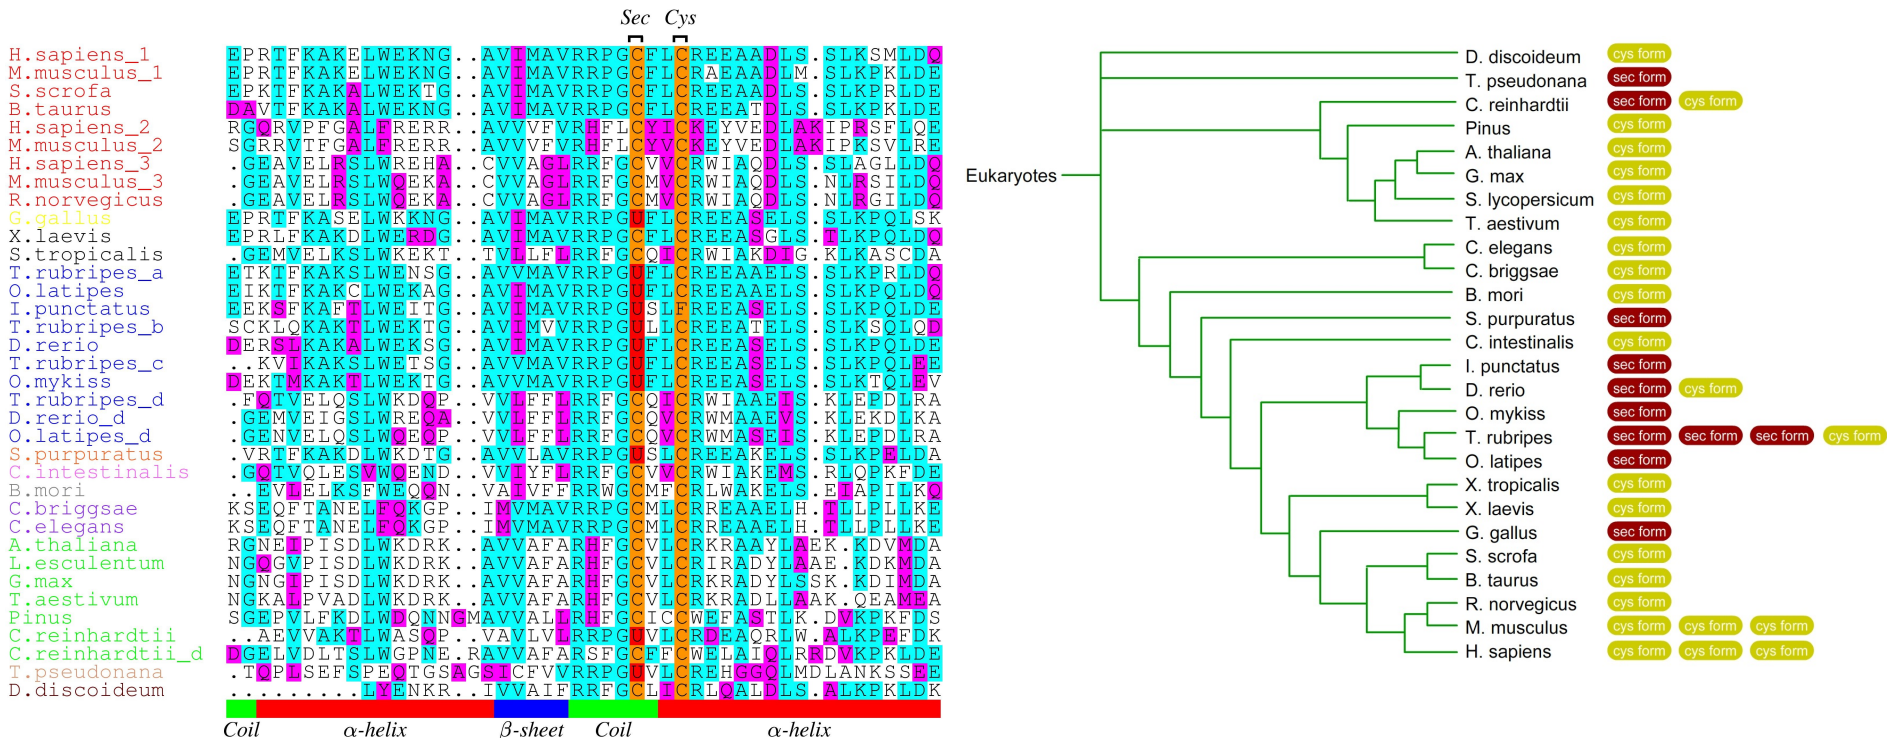 Sec Cys
H.sapiens_1 EPRTFKAKELWEKNG..AVIMAVRRPGCFLCREEAADLS.SLKSMLDQ
M.musculus_1 EPRTFKAKELWEKNG..AVIMAVRRPGCFLCRAEAADLM.SLKPKLDE
S.scrofa EPKTFKAKALWEKTG..AVIMAVRRPGCFLCREEAADLS.SLKPRLDE
B.taurus DAVTFKAKALWEKNG..AVIMAVRRPGCFLCREEATDLS.SLKPKLDE
H.sapiens_2 RGQRVPFGALFRERR..AVVVFVRHFLCYICKEYVEDLAKIPRSFLQE
M.musculus_2 SGRRVTFGALFRERR..AVVVFVRHFLCYVCKEYVEDLAKIPKSVLRE
H.sapiens_3 .GEAVELRSLWREHA..CVVAGLRRFGCVVCRWIAQDLS.SLAGLLDQ
M.musculus_3 .GEAVELRSLWQEKA..CVVAGLRRFGCMVCRWIAQDLS.NLRSILDQ
R.norvegicus .GEAVELRSLWQEKA..CVVAGLRRFGCMVCRWIAQDLS.NLRGILDQ
G.gallus EPRTFKASELWKKNG..AVIMAVRRPGUFLCREEASELS.SLKPQLSK
X.laevis EPRLFKAKDLWERDG..AVIMAVRRPGCFLCREEASGLS.TLKPQLDQ
S.tropicalis .GEMVELKSLWKEKT..TVLLFLRRFGCQICRWIAKDIG.KLKASCDA
T.rubripes_a ETKTFKAKSLWENSG..AVVMAVRRPGUFLCREEAAELS.SLKPRLDQ
O.latipes EIKTFKAKCLWEKAG..AVIMAVRRPGUFLCREEAAELS.SLKPQLDQ
I.punctatus EEKSFKAFTLWEITG..AVIMAVRRPGUSLFREEASELS.SLKPQLDE
T.rubripes_b SCKLQKAKTLWEKTG..AVIMVVRRPGULLCREEATELS.SLKSQLQD
D.rerio DERSLKAKALWEKSG..AVIMAVRRPGUFLCREEASELS.SLKPQLDE
T.rubripes_c ..KVIKAKSLWETSG..AVVMAVRRPGUFLCREEASELS.SLKPQLEE
O.mykiss DEKTMKAKTLWEKTG..AVVMAVRRPGUFLCREEASELS.SLKTQLEV
T.rubripes_d .FQTVELQSLWKDQP..VVLFFLRRFGCQICRWIAAEIS.KLEPDLRA
D.rerio_d .GEMVEIGSLWREQA..VVLFFLRRFGCQVCRWMAAEVS.KLEKDLKA
O.latipes_d .GENVELQSLWQEQP..VVLFFLRRFGCQVCRWMASEIS.KLEPDLRA
S.purpuratus .VRTFKAKDLWKDTG..AVVLAVRRPGUSLCREEAKELS.SLKPELDA
C.intestinalis .GQTVQLESVWQEND..VVIYFLRRFGCVVCRWIAKEMS.RLQPKFDE
B.mori ..EVLELKSFWEQQN..VAIVFFRRWGCMFCRLWAKELS.EIAPILKQ
C.briggsae KSEQFTANELFQKGP..IMVMAVRRPGCMLCRREAAELH.TLLPLLKE
C.elegans KSEQFTANELFQKGP..IMVMAVRRPGCMLCRREAAELH.TLLPLLKE
A.thaliana RGNEIPISDLWKDRK..AVVAFARHFGCVLCRKRAAYLAEK.KDVMDA
L.esculentum NGQGVPISDLWKDRK..AVVAFARHFGCVLCRIRADYLAAE.KDKMDA
G.max NGNGIPISDLWKDRK..AVVAFARHFGCVLCRKRADYLSSK.KDIMDA
T.aestivum NGKALPVADLWKDRK..AVVAFARHFGCVLCRKRADLLAAK.QEAMEA
Pinus SGEPVLFKDLWDQNNGMAVVALLRHFGCICCWEFASTLK.DVKPKFDS
C.reinhardtii ..AEVVAKTLWASQP..VAVLVLRRPGUVLCRDEAQRLW.ALKPEFDK
C.reinhardtii_d DGELVDLTSLWGPNE.RAVVAFARSFGCFFCWELAIQLRRDVKPKLDE
T.pseudonana .TQPLSEFSPEQTGSAGSICFVVRRPGUVLCREHGGQLMDLANKSSEE
D.discoideum .........LYENKR..IVVAIFRRFGCLICRLQALDLS.ALKPKLDK
Coil α-helix β-sheet Coil α-helix
Eukaryotes
D. discoideum cys form
T. pseudonana sec form
C. reinhardtii sec form cys form
Pinus cys form
A. thaliana cys form
G. max cys form
S. lycopersicum cys form
T. aestivum cys form
C. elegans cys form
C. briggsae cys form
B. mori cys form
S. purpuratus sec form
C. intestinalis cys form
I. punctatus sec form
D. rerio sec form cys form
O. mykiss sec form
T. rubripes sec form sec form sec form cys form
O. latipes sec form
X. tropicalis cys form
X. laevis cys form
G. gallus sec form
S. scrofa cys form
B. taurus cys form
R. norvegicus cys form
M. musculus cys form cys form cys form
H. sapiens cys form cys form cys form